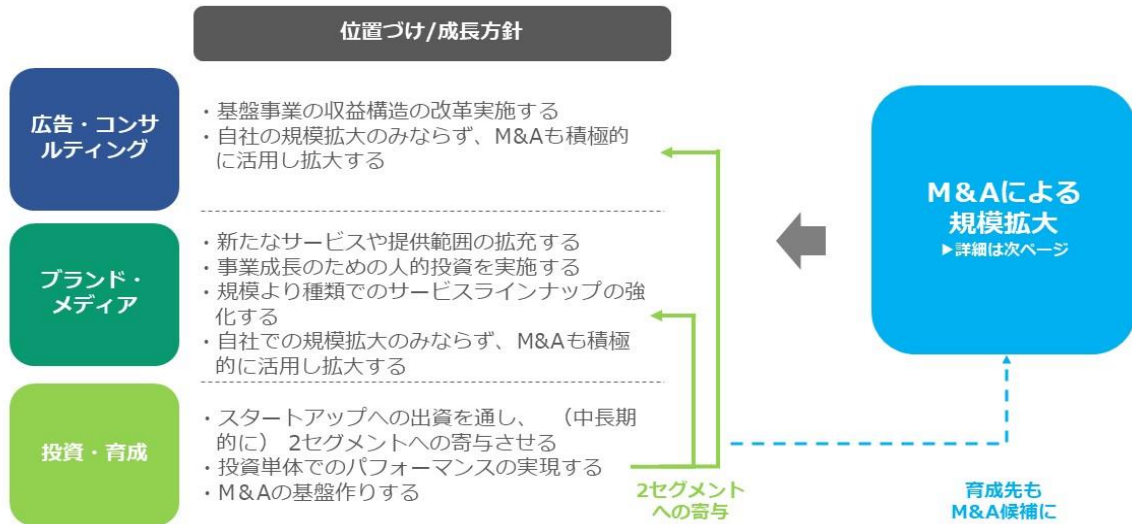 位置づけ/成長方針
広告・コンサ
ルティング
・基盤事業の収益構造の改革実施する
・自社の規模拡大のみならず、M&Aも積極的
に活用し拡大する
ブランド・
メディア
・新たなサービスや提供範囲の拡充する
・事業成長のための人的投資を実施する
・規模より種類でのサービスラインナップの強
化する
・自社での規模拡大のみならず、M&Aも積極
的に活用し拡大する
投資・育成
・スタートアップへの出資を通し、 （中長期
的に） 2セグメントへの寄与させる
・投資単体でのパフォーマンスの実現する
・M&Aの基盤作りする
2セグメント
への寄与
M&Aによる
規模拡大
▶詳細は次ページ
育成先も
M&A候補に